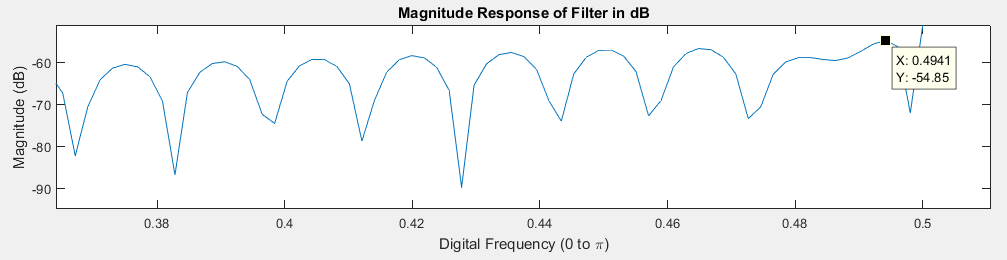 Magnitude Response of Filter in dB
Magnitude (dB)
-60
-70
-80
-90
X: 0.4941
Y: -54.85
0.38
0.4
0.42
0.44
0.46
0.48
0.5
Digital Frequency (0 to π)